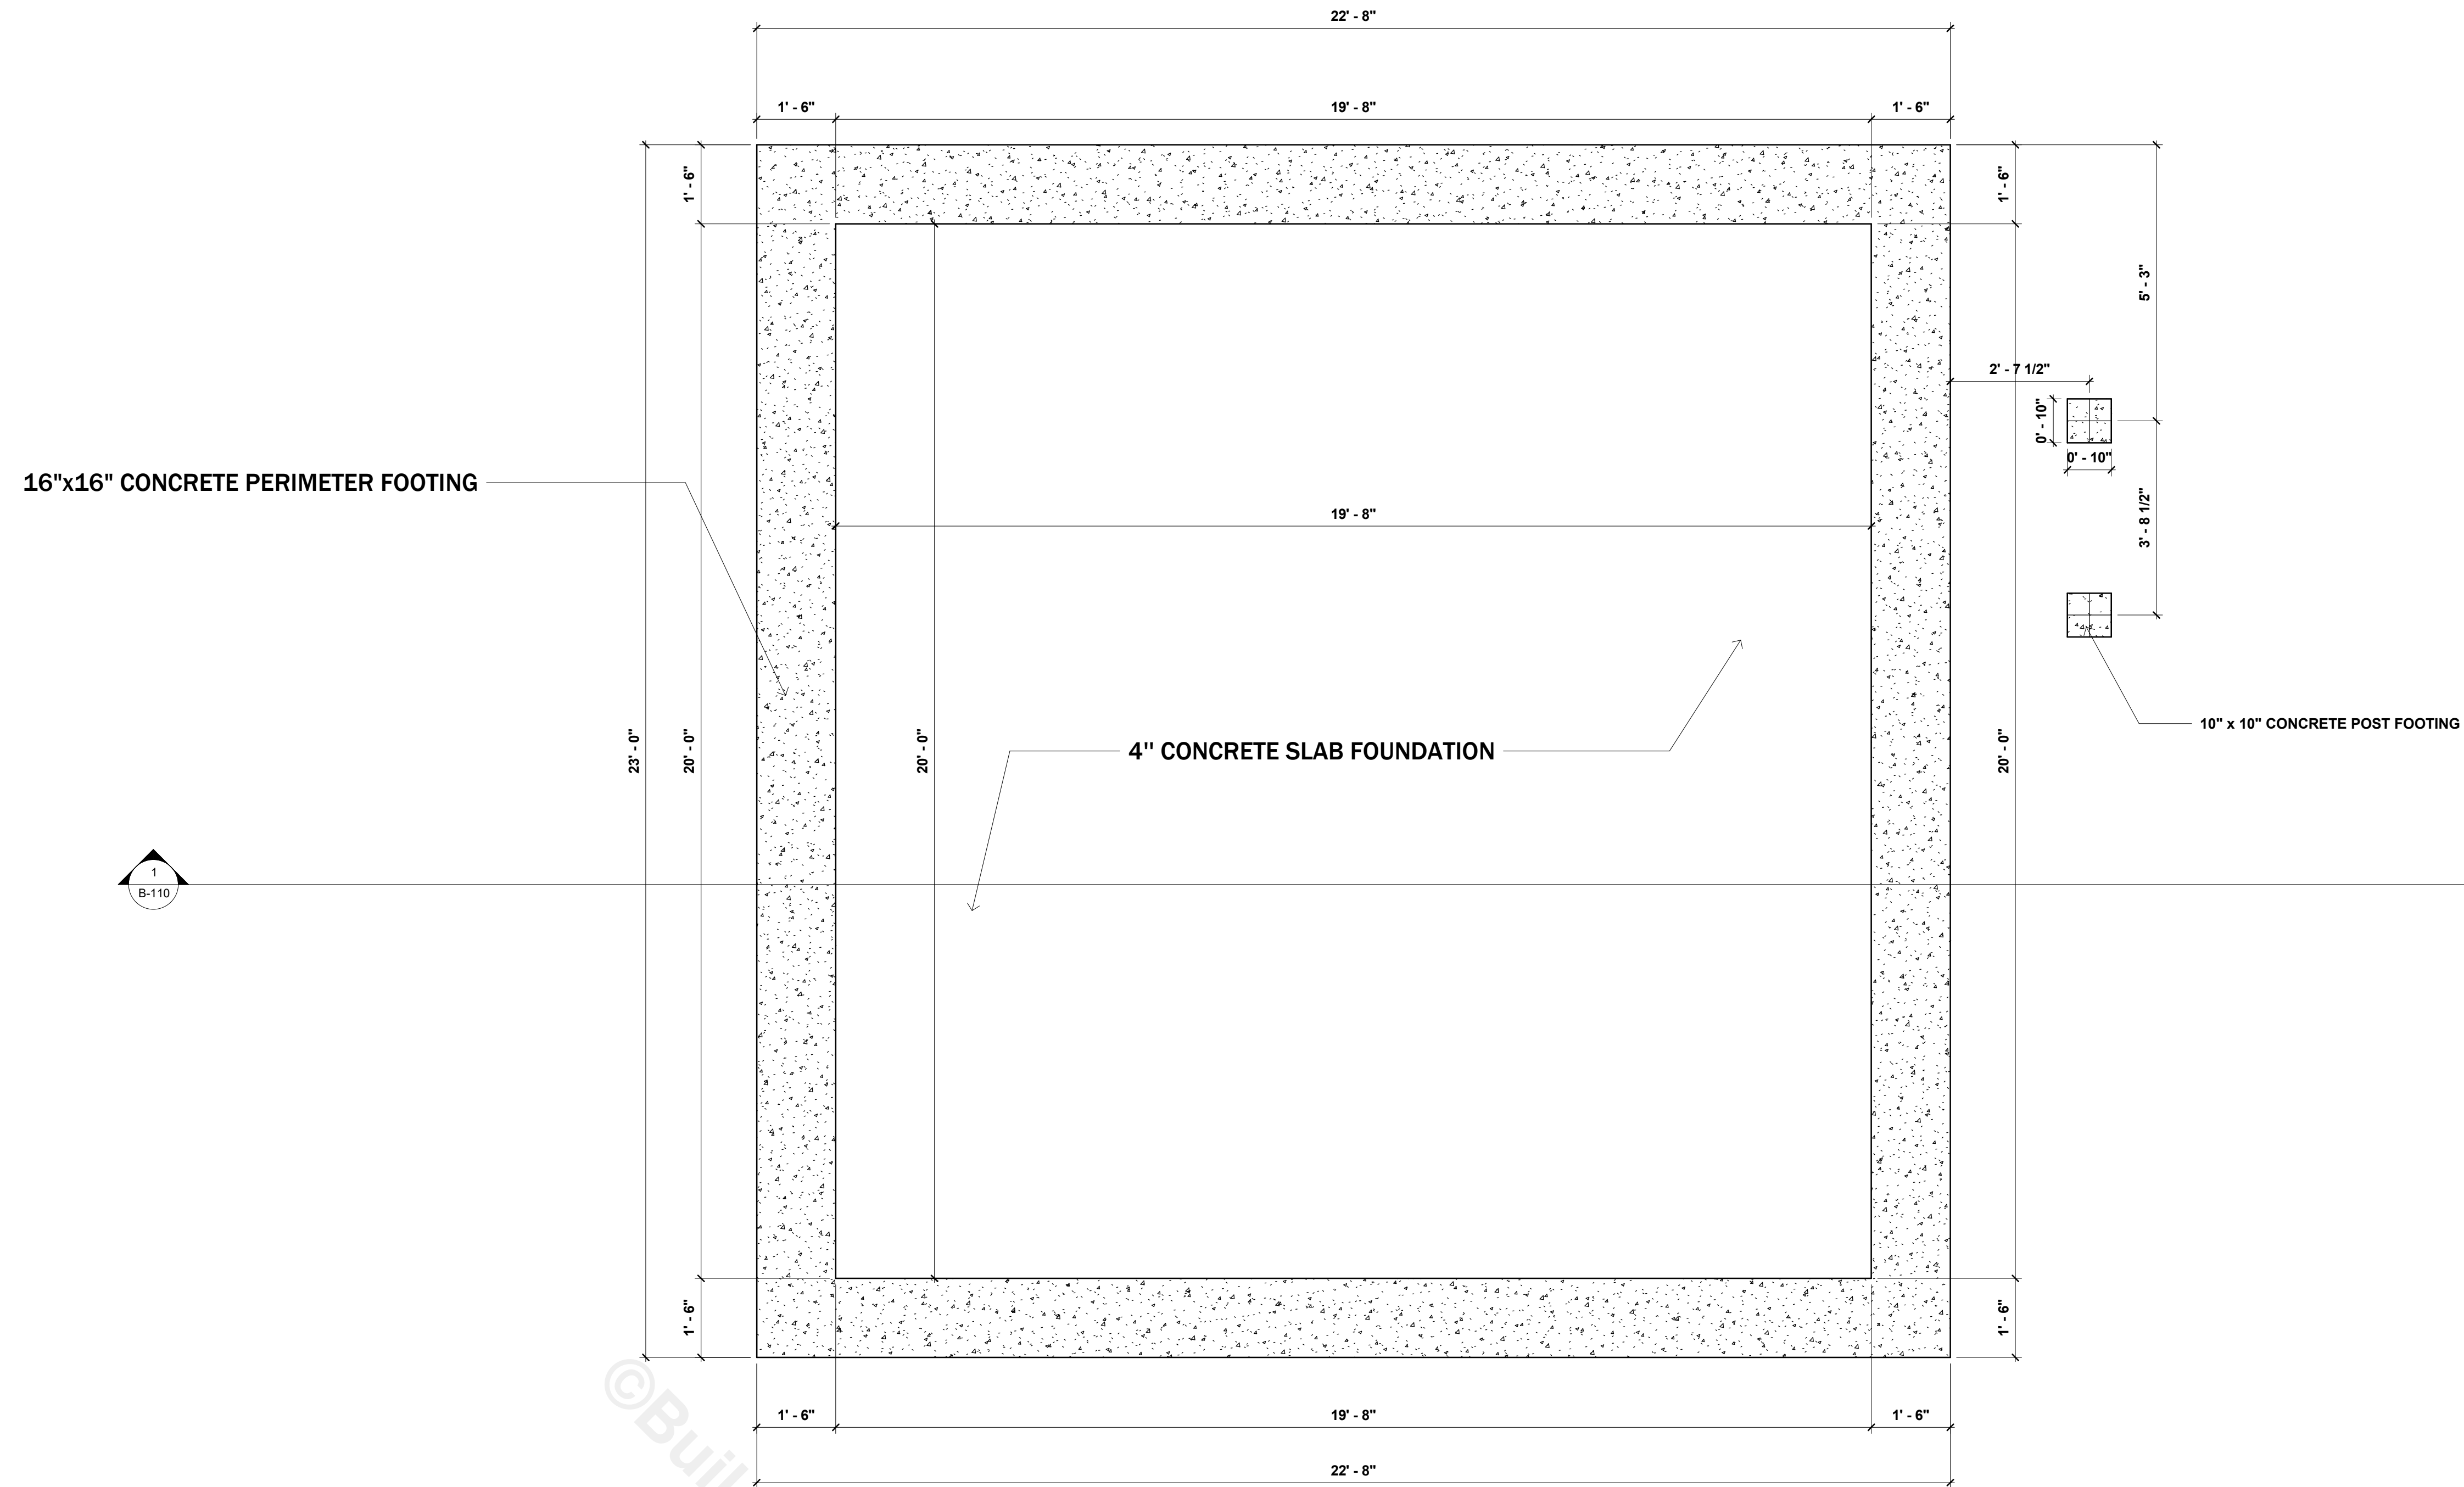 22' - 8"
1' - 6"
19' - 8"
1' - 6"
1' - 6"
1' - 6"
5' - 3"
2' - 7 1/2"
0' - 10"
0' - 10"
16"x16" CONCRETE PERIMETER FOOTING
3' - 8 1/2"
19' - 8"
10" x 10" CONCRETE POST FOOTING
23' - 0"
20' - 0"
20' - 0"
4" CONCRETE SLAB FOUNDATION
20' - 0"
1
B-110
1' - 6"
1' - 6"
1' - 6"
19' - 8"
1' - 6"
22' - 8"